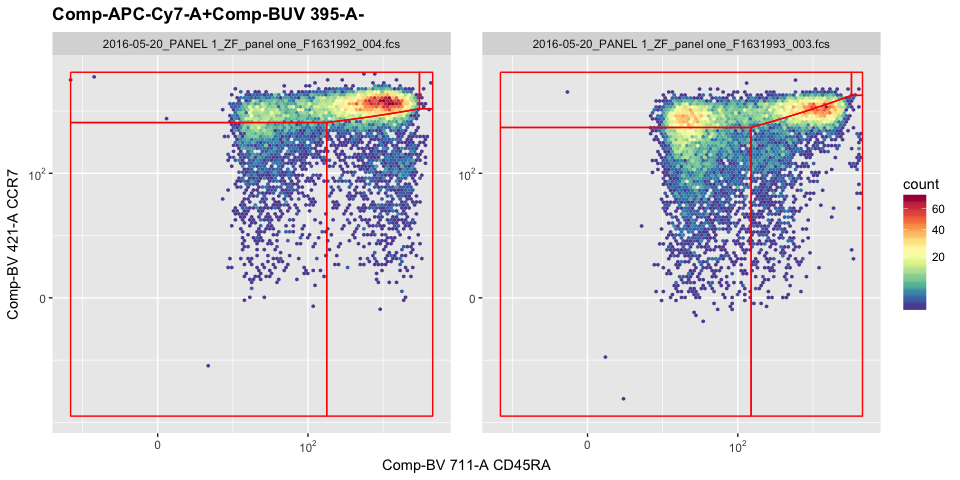 Comp-APC-Cy7-A+Comp-BUV 395-A-
2016-05-20_PANEL 1_ZF_panel one_F1631992_004.fcs
2016-05-20_PANEL 1_ZF_panel one_F1631993_003.fcs
Comp-BV 421-A CCR7
10²
0
10²
0
0
10²
0
10²
Comp-BV 711-A CD45RA
count
60
40
20